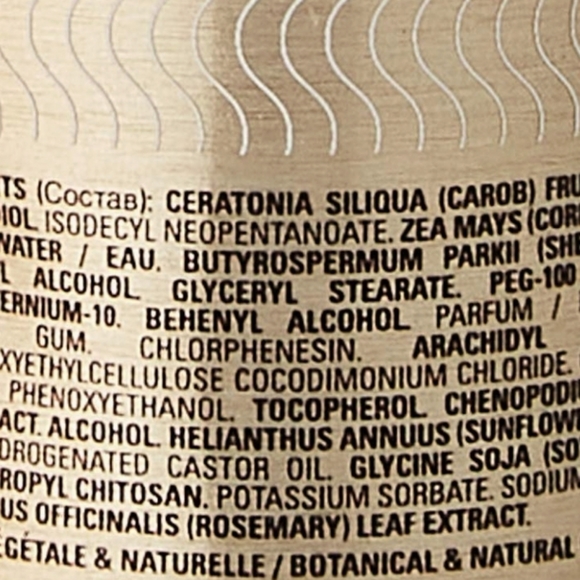 TS (Состав): CERATONIA SILIQUA (CAROB) FRU
IOL. ISODECYL NEOPENTANOATE. ZEA MAYS (COR
WATER / EAU. BUTYROSPERMUM PARKII (SHE
L ALCOHOL. GLYCERYL STEARATE. PEG-100
ERNIUM-10. BEHENYL ALCOHOL. PARFUM /
GUM. CHLORPHENESIN. ARACHIDYL
XYETHYLCELLULOSE COCODIMONIUM CHLORIDE.
PHENOXYETHANOL. TOCOPHEROL. CHENOPODI
ACT. ALCOHOL. HELIANTHUS ANNUUS (SUNFLOWE
DROGENATED CASTOR OIL. GLYCINE SOJA (SO
ROPYL CHITOSAN. POTASSIUM SORBATE. SODIUM
US OFFICINALIS (ROSEMARY) LEAF EXTRACT.
ÉGÉTALE & NATURELLE / BOTANICAL & NATURAL